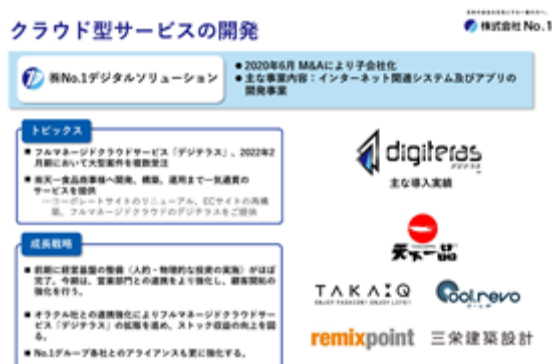 クラウド型サービスの開発
株式会社No.1
㈱No.1デジタルソリューション
● 2020年6月 M&Aにより子会社化
● 主な事業内容：インターネット関連システム及びアプリの
開発事業
トピックス
■ フルマネージドクラウドサービス「デジテラス」、2022年2
月期において大型案件を複数受注
■ ㈱天一食品商事様へ開発、構築、運用まで一気通貫の
サービスを提供
―コーポレートサイトのリニューアル、ECサイトの再構
築、フルマネージドクラウドのデジテラスをご提供
digiteras
デジテラス
主な導入実績
天下一品
成長戦略
■ 前期に経営基盤の整備（人的・物理的な投資の実施）がほぼ
完了。今期は、営業部門との連携をより強化し、顧客開拓の
強化を行う。
TAKA:Q
ENJOY FASHION! ENJOY LIFE!
Cool.revo
■ オラクル社との連携強化によりフルマネージドクラウドサー
ビス「デジテラス」の拡販を進め、ストック収益の向上を図
る。
remixpoint
三栄建築設計
■ No.1グループ各社とのアライアンスも更に強化する。